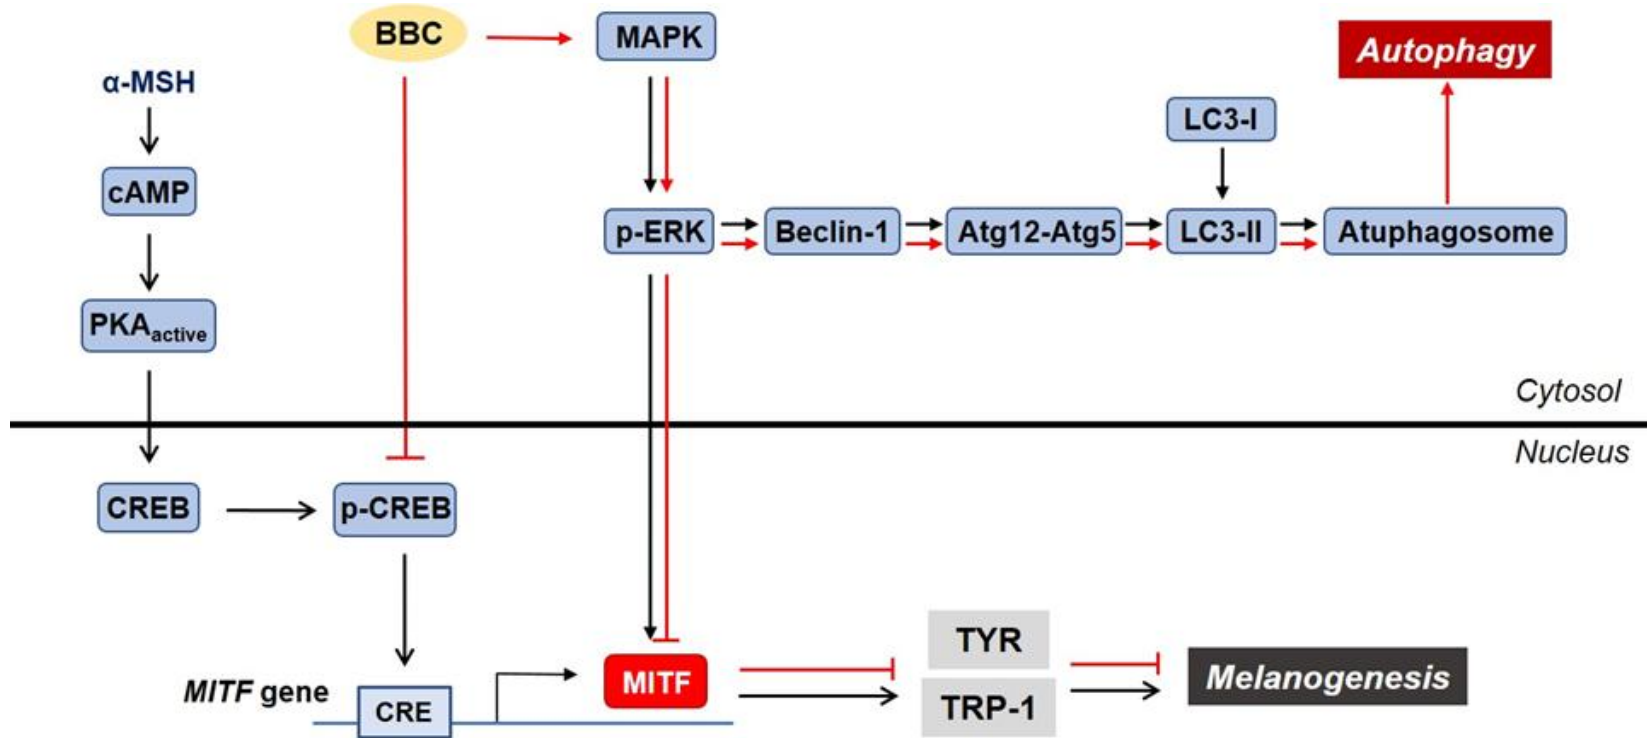 BBC
MAPK
Autophagy
α-MSH
LC3-I
cAMP
p-ERK
Beclin-1
Atg12-Atg5
LC3-II
Atuphagosome
PKAactive
Cytosol
Nucleus
CREB
p-CREB
TYR
MITF
Melanogenesis
MITF gene
CRE
TRP-1